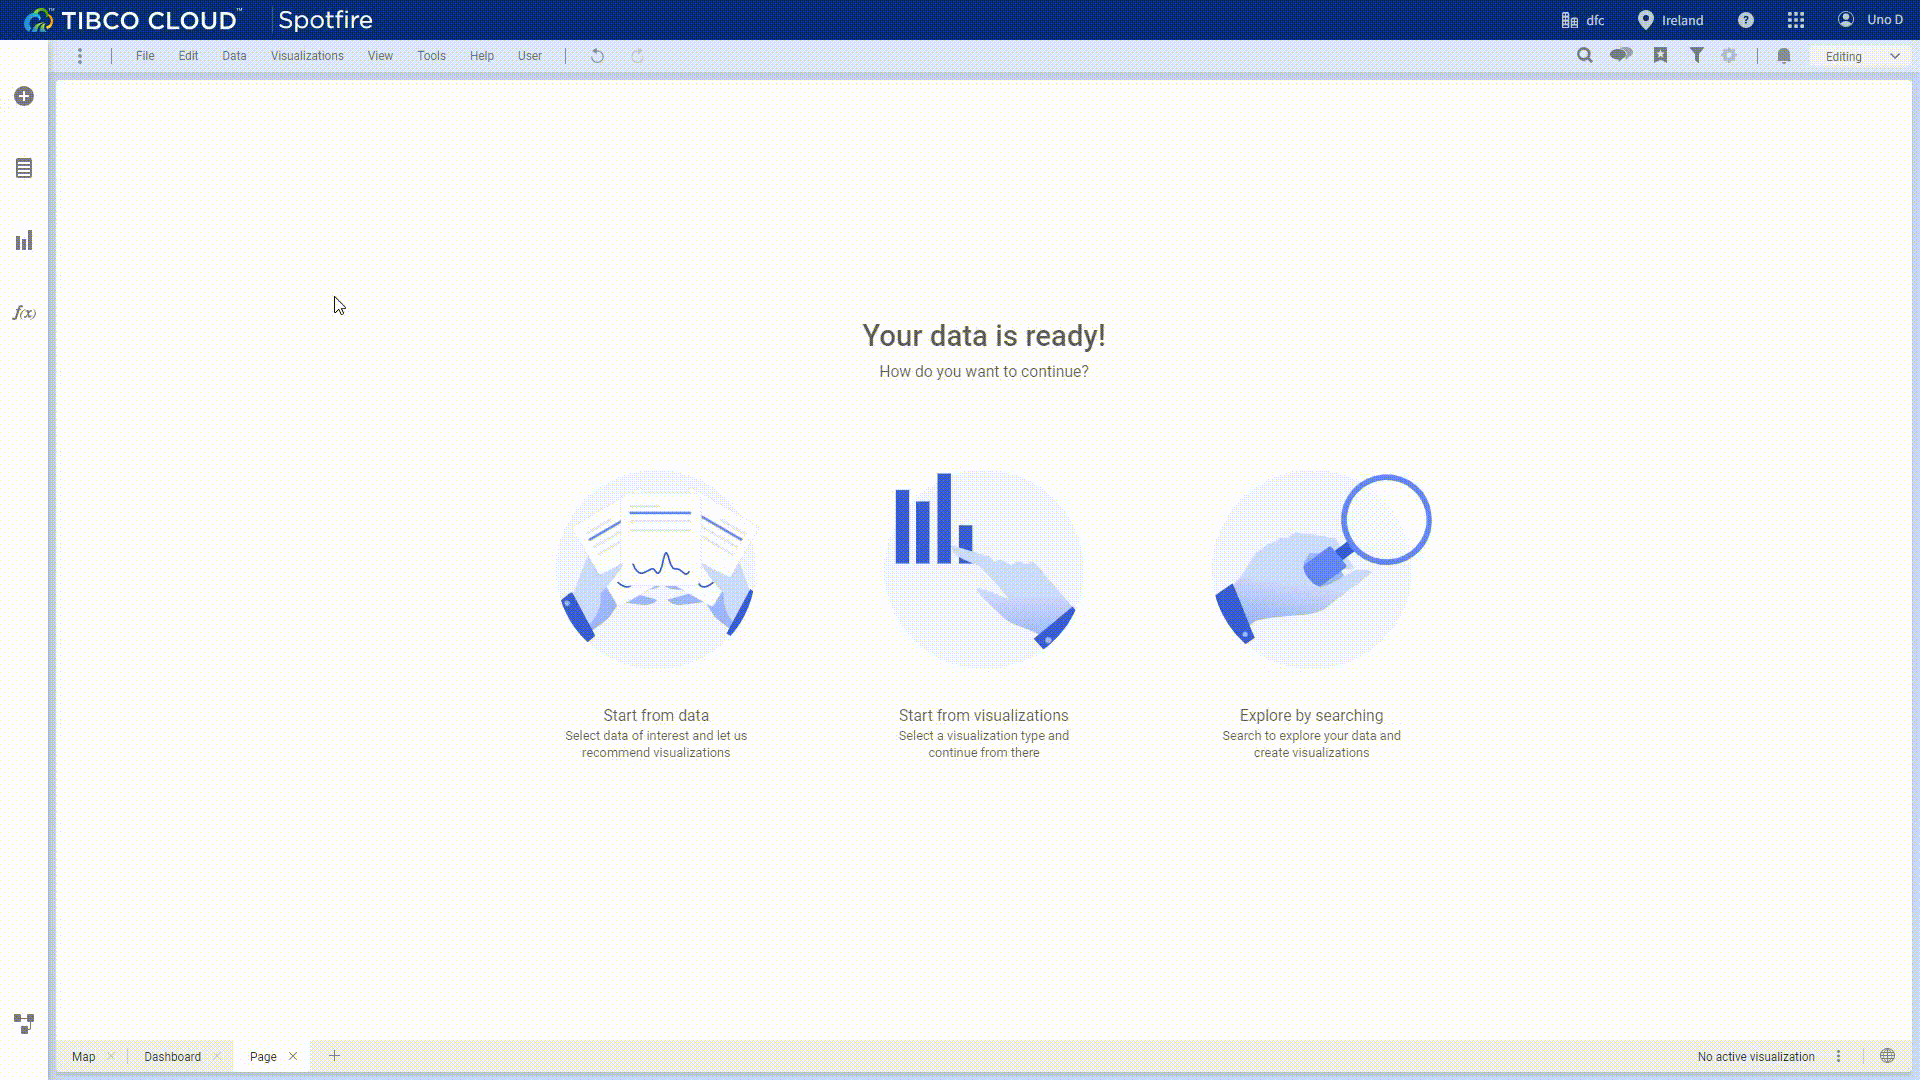 TIBCO CLOUD™ Spotfire
dfc Ireland ? Uno D
File Edit Data Visualizations View Tools Help User
Editing
f(x)
Your data is ready!
How do you want to continue?
Start from data
Select data of interest and let us
recommend visualizations
Start from visualizations
Select a visualization type and
continue from there
Explore by searching
Search to explore your data and
create visualizations
Map Dashboard Page
No active visualization